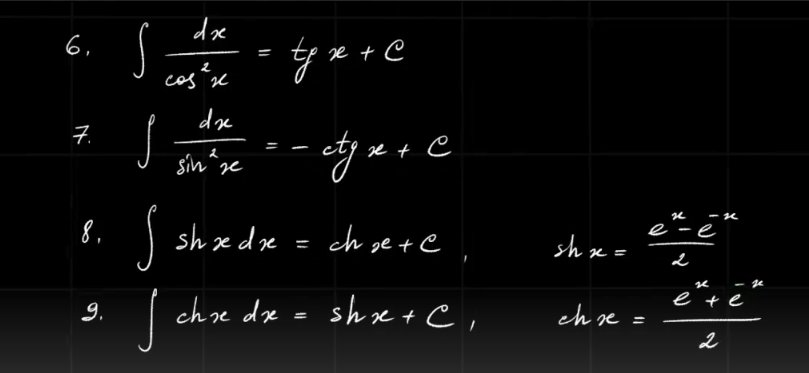 6. ∫ dx/cos²x = tg x + C
7. ∫ dx/sin²x = - ctg x + C
8. ∫ sh x dx = ch x + C , sh x = (eˣ - e⁻ˣ)/2
9. ∫ ch x dx = sh x + C , ch x = (eˣ + e⁻ˣ)/2